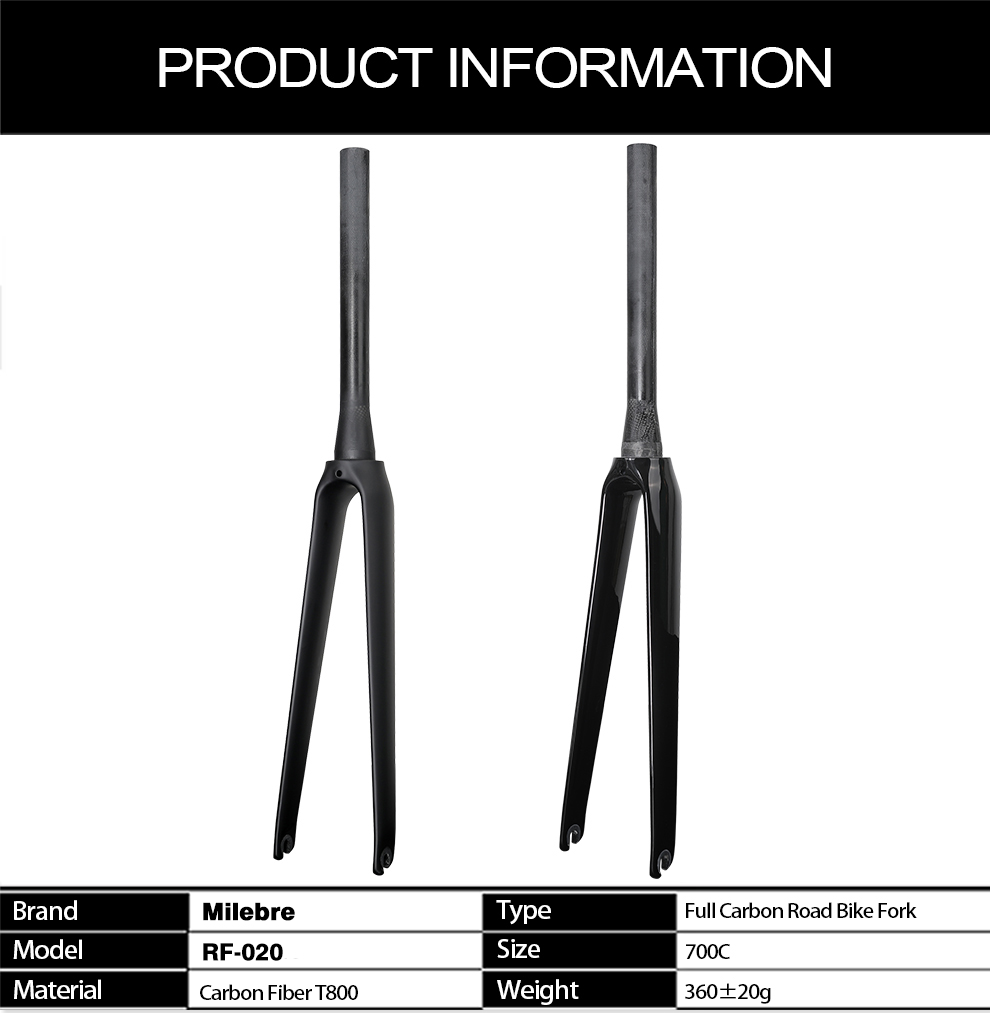 PRODUCT INFORMATION
Brand Milebre Type Full Carbon Road Bike Fork
Model RF-020 Size 700C
Material Carbon Fiber T800 Weight 360±20g